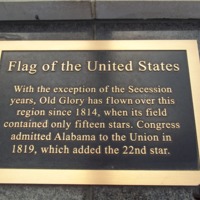 Flag of the United States
With the exception of the Secession
years, Old Glory has flown over this
region since 1814, when its field
contained only fifteen stars. Congress
admitted Alabama to the Union in
1819, which added the 22nd star.